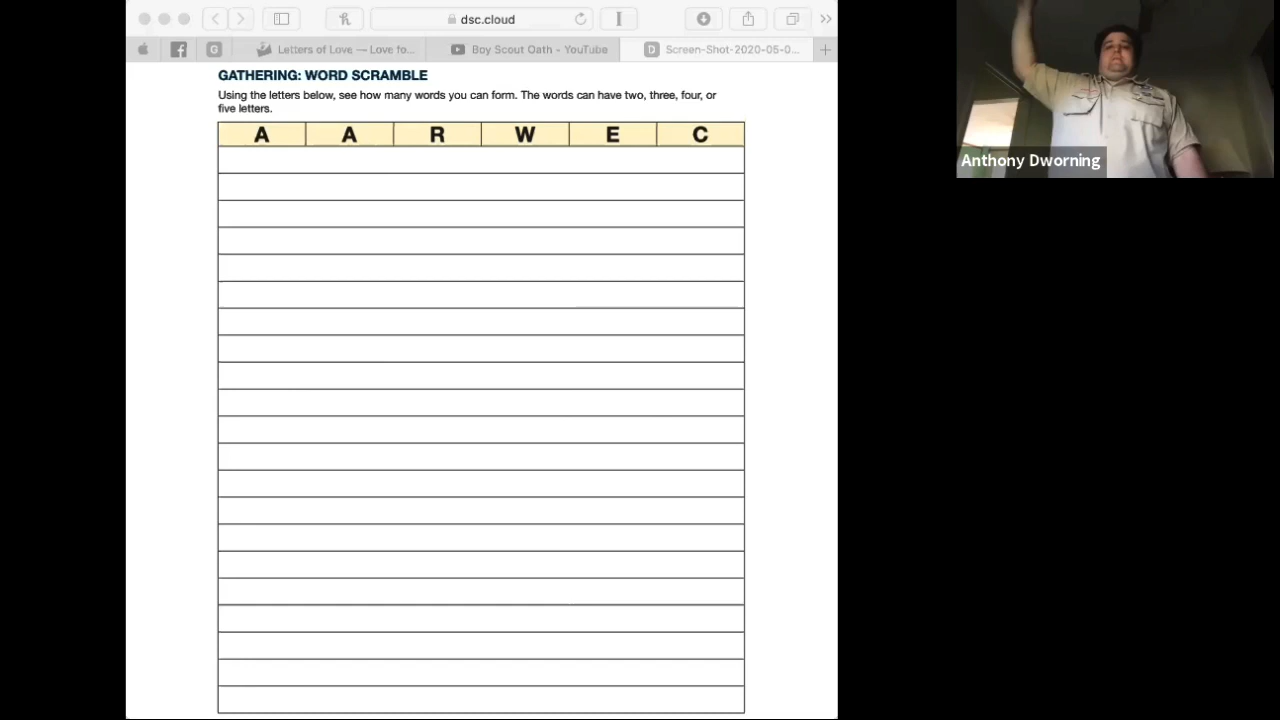 dsc.cloud
G
Letters of Love — Love fo...
Boy Scout Oath - YouTube
D
Screen-Shot-2020-05-0...
GATHERING: WORD SCRAMBLE
Using the letters below, see how many words you can form. The words can have two, three, four, or
five letters.
A A R W E C
Anthony Dworning